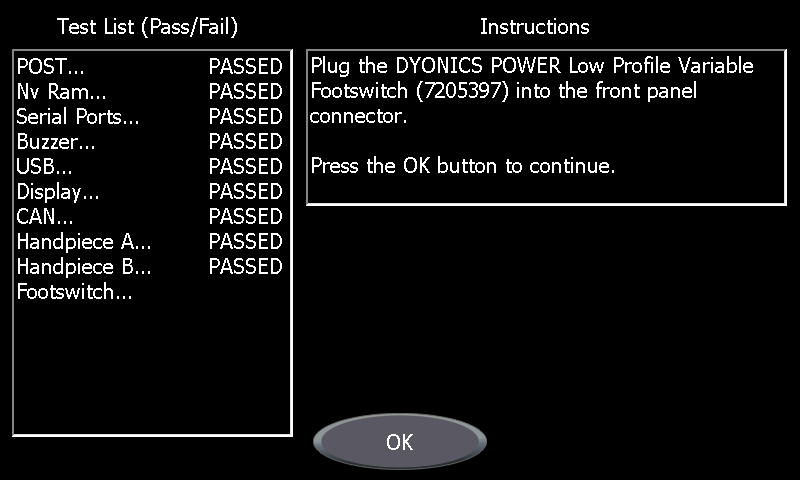 Test List (Pass/Fail)
Instructions
POST... PASSED
Nv Ram... PASSED
Serial Ports... PASSED
Buzzer... PASSED
USB... PASSED
Display... PASSED
CAN... PASSED
Handpiece A... PASSED
Handpiece B... PASSED
Footswitch...
Plug the DYONICS POWER Low Profile Variable
Footswitch (7205397) into the front panel
connector.
Press the OK button to continue.
OK